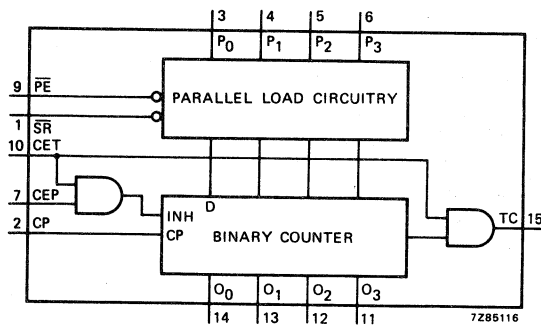 3 4 5 6
P0 P1 P2 P3
9 PE
PARALLEL LOAD CIRCUITRY
1 SR
10 CET
7 CEP
D
INH
TC 15
2 CP
CP
BINARY COUNTER
O0 O1 O2 O3
14 13 12 11
7Z85116